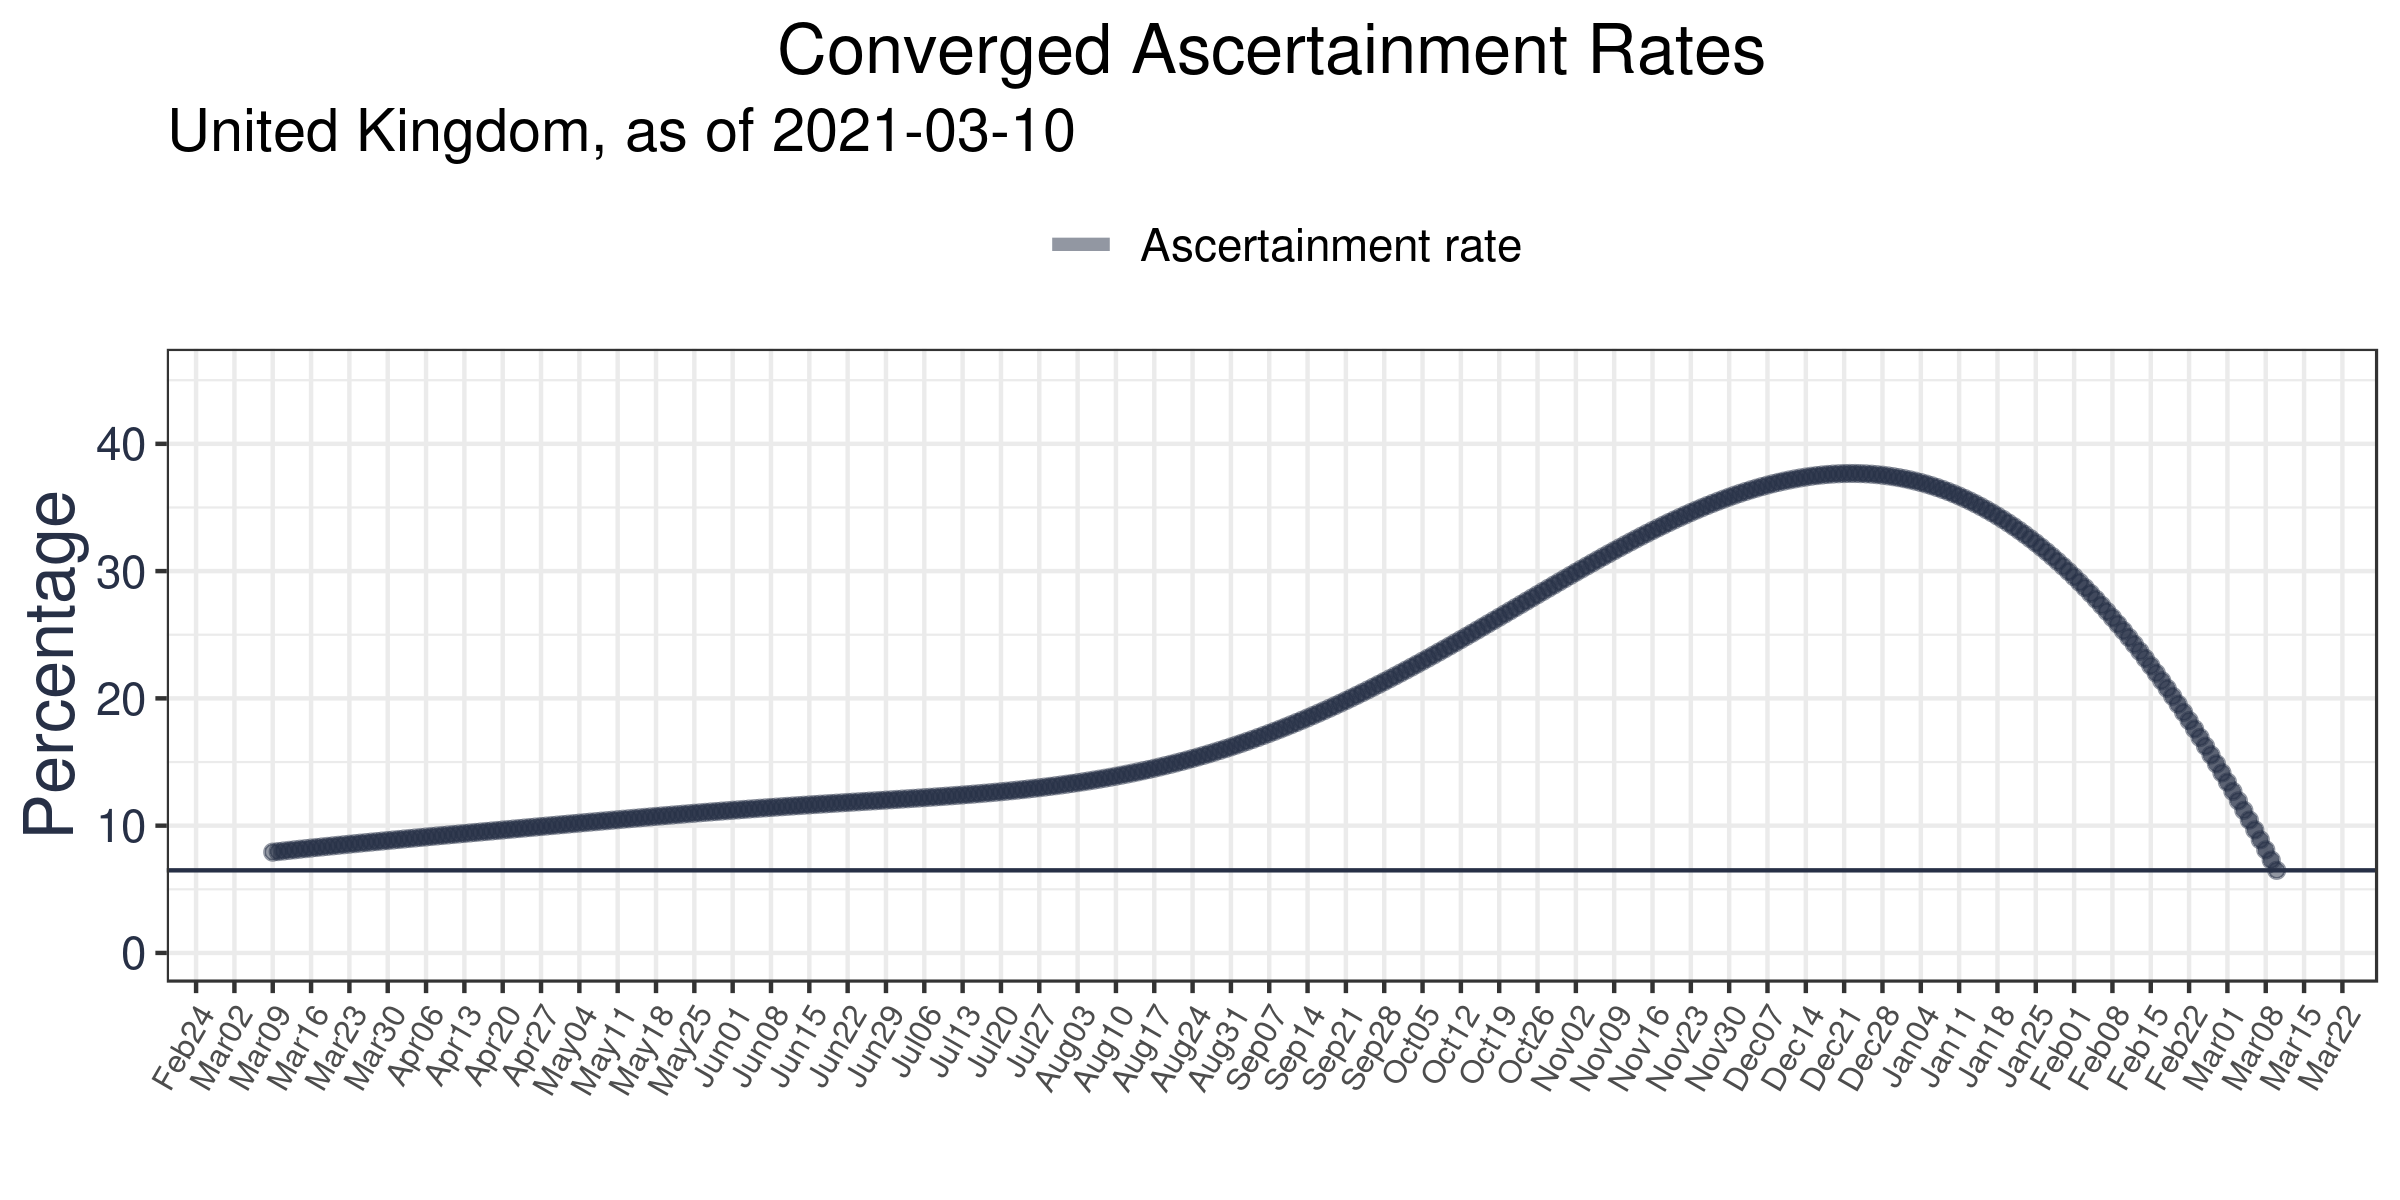 Converged Ascertainment Rates
United Kingdom, as of 2021-03-10
Ascertainment rate
Percentage
40
30
20
10
0
Feb24 Mar02 Mar09 Mar16 Mar23 Mar30 Apr06 Apr13 Apr20 Apr27 May04 May11 May18 May25 Jun01 Jun08 Jun15 Jun22 Jun29 Jul06 Jul13 Jul20 Jul27 Aug03 Aug10 Aug17 Aug24 Aug31 Sep07 Sep14 Sep21 Sep28 Oct05 Oct12 Oct19 Oct26 Nov02 Nov09 Nov16 Nov23 Nov30 Dec07 Dec14 Dec21 Dec28 Jan04 Jan11 Jan18 Jan25 Feb01 Feb08 Feb15 Feb22 Mar01 Mar08 Mar15 Mar22